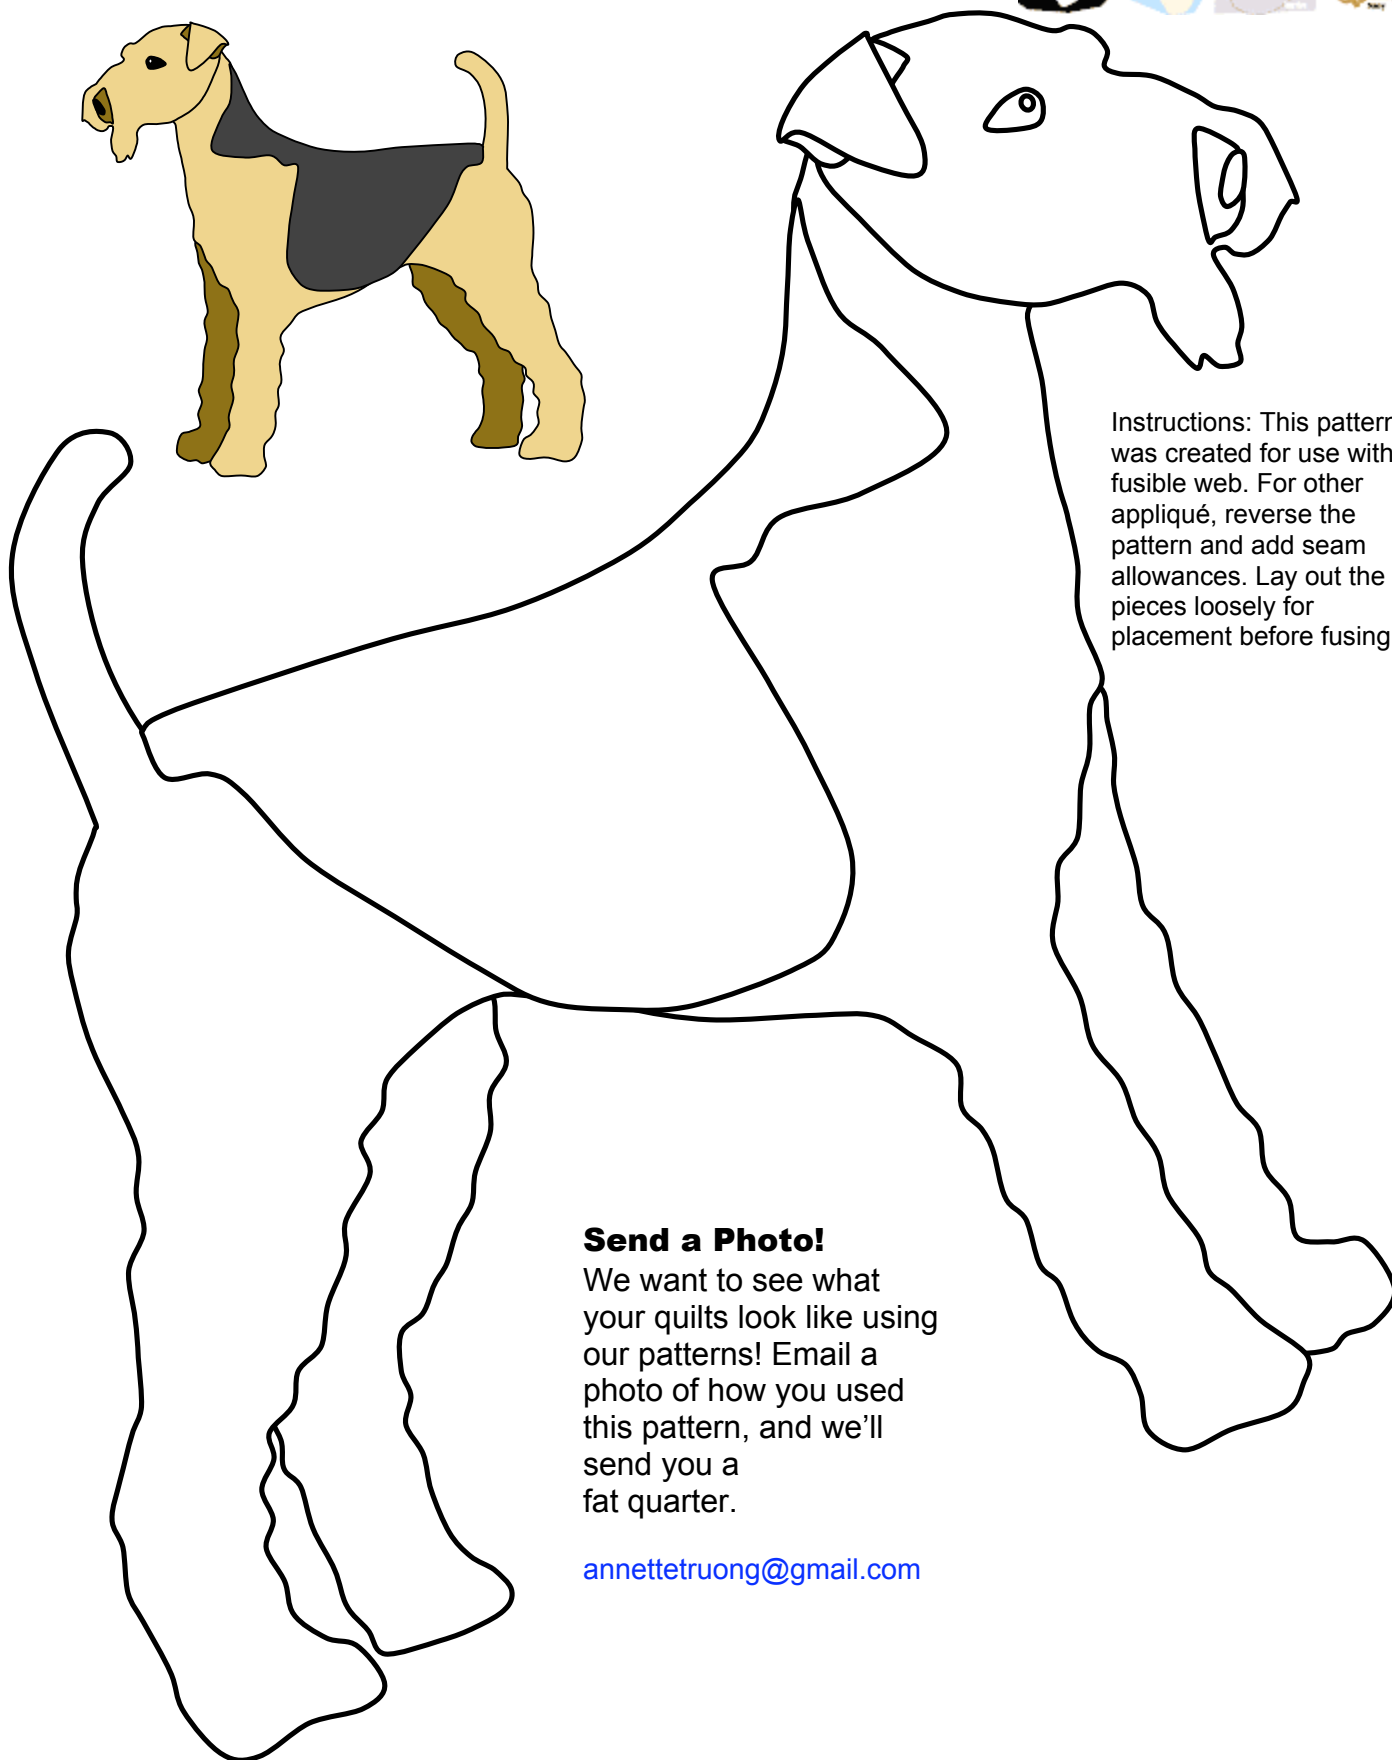 Instructions: This pattern
was created for use with
fusible web. For other
appliqué, reverse the
pattern and add seam
allowances. Lay out the
pieces loosely for
placement before fusing
Send a Photo!
We want to see what
your quilts look like using
our patterns! Email a
photo of how you used
this pattern, and we’ll
send you a
fat quarter.
annettetruong@gmail.com